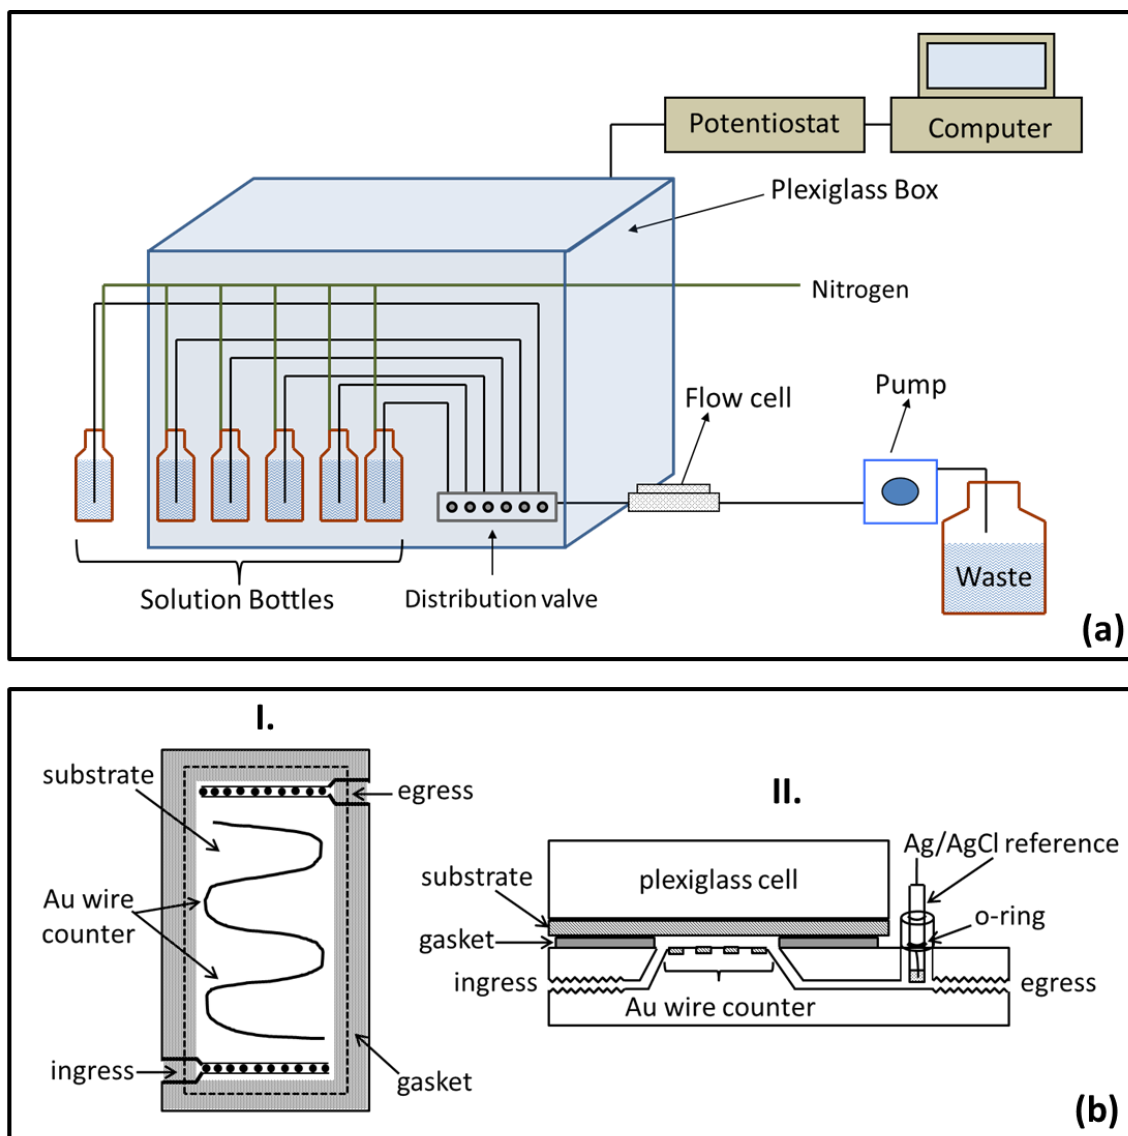 Potentiostat
Computer
Plexiglass Box
Nitrogen
Flow cell
Pump
Waste
Solution Bottles
Distribution valve
(a)
I.
substrate
egress
Au wire
counter
ingress
gasket
II.
Ag/AgCl reference
substrate
plexiglass cell
o-ring
gasket
ingress
egress
Au wire counter
(b)